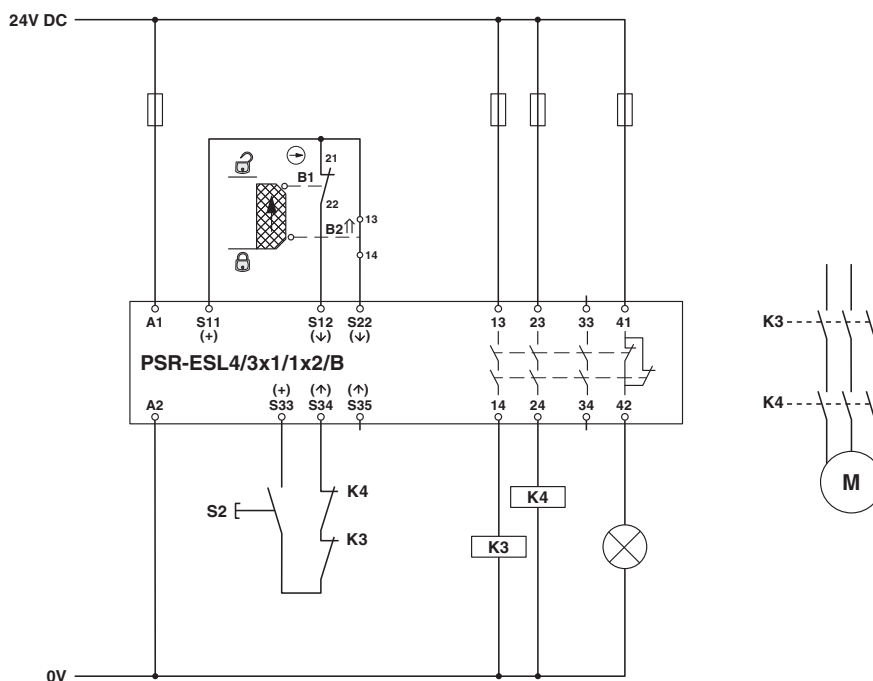 24V DC
21
B1
22
B2
13
14
A1 S11 S12 S22 13 23 33 41
(+) (↓) (↓)
PSR-ESL4/3x1/1x2/B
(+) (↑) (↑)
A2 S33 S34 S35 14 24 34 42
K3
K4
M
K4
S2
K3
K4
K3
0V